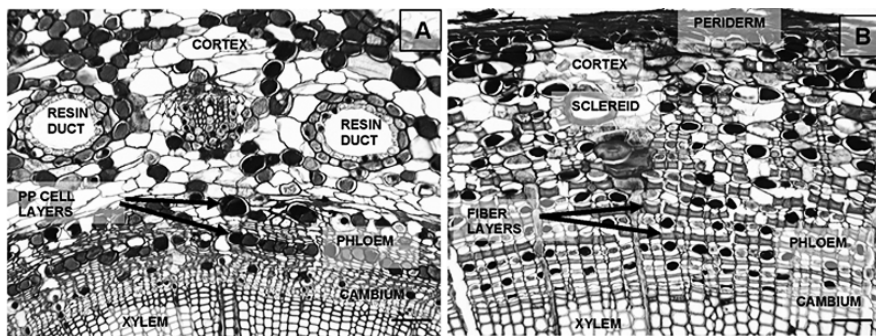 A
CORTEX
RESIN
DUCT
RESIN
DUCT
PP CELL
LAYERS
PHLOEM
CAMBIUM
XYLEM
PERIDERM
B
CORTEX
SCLEREID
FIBER
LAYERS
PHLOEM
CAMBIUM
XYLEM